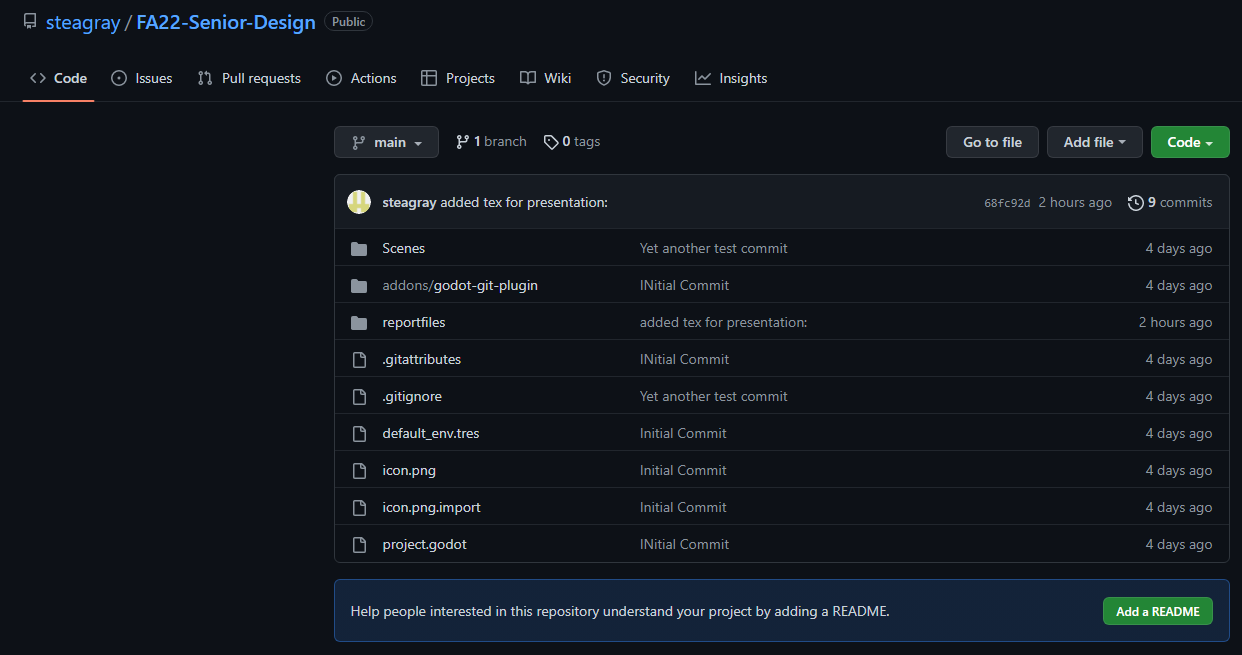 steagray / FA22-Senior-Design Public
Code Issues Pull requests Actions Projects Wiki Security Insights
main 1 branch 0 tags Go to file Add file Code
steagray added tex for presentation: 68fc92d 2 hours ago 9 commits
Scenes Yet another test commit 4 days ago
addons/godot-git-plugin INitial Commit 4 days ago
reportfiles added tex for presentation: 2 hours ago
.gitattributes INitial Commit 4 days ago
.gitignore Yet another test commit 4 days ago
default_env.tres Initial Commit 4 days ago
icon.png Initial Commit 4 days ago
icon.png.import Initial Commit 4 days ago
project.godot INitial Commit 4 days ago
Help people interested in this repository understand your project by adding a README. Add a README